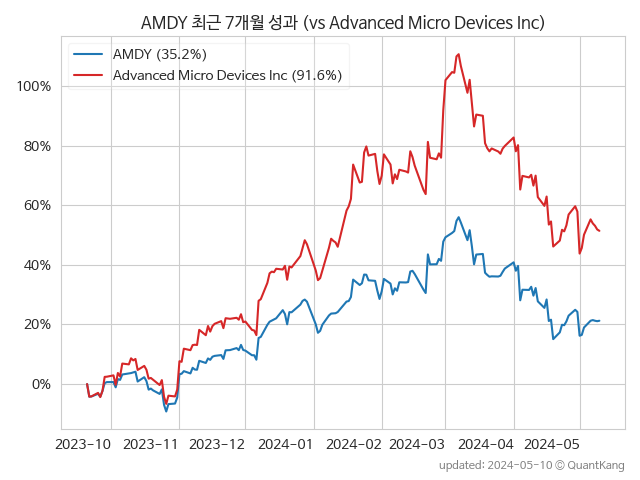 AMDY 최근 7개월 성과 (vs Advanced Micro Devices Inc)
AMDY (35.2%)
Advanced Micro Devices Inc (91.6%)
100%
80%
60%
40%
20%
0%
2023-10 2023-11 2023-12 2024-01 2024-02 2024-03 2024-04 2024-05
updated: 2024-05-10 © QuantKang